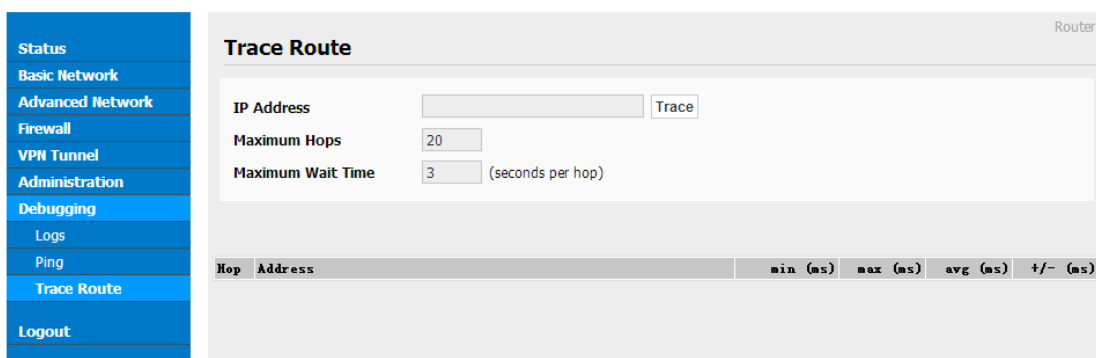 Router
Status
Basic Network
Advanced Network
Firewall
VPN Tunnel
Administration
Debugging
Logs
Ping
Trace Route
Logout
Trace Route
IP Address Trace
Maximum Hops 20
Maximum Wait Time 3 (seconds per hop)
Hop Address min (ms) max (ms) avg (ms) +/- (ms)